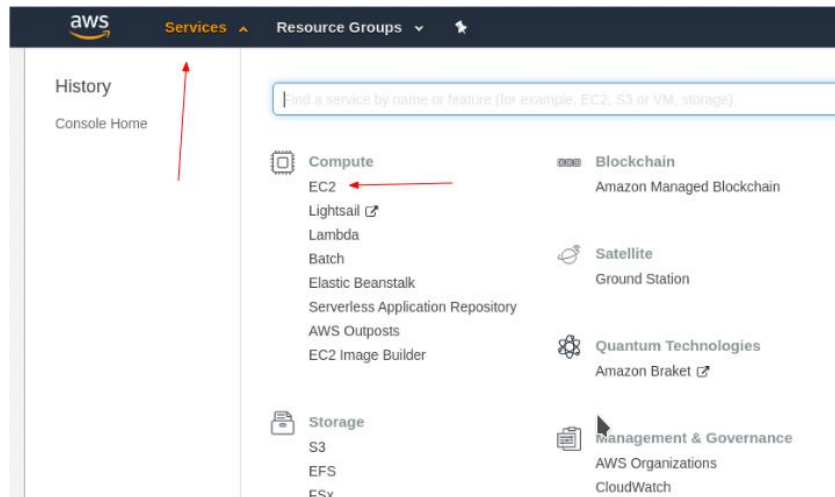 aws
Services
Resource Groups
History
Console Home
Find a service by name or feature (for example, EC2, S3 or VM, storage).
Compute
EC2
Lightsail
Lambda
Batch
Elastic Beanstalk
Serverless Application Repository
AWS Outposts
EC2 Image Builder
Storage
S3
EFS
FSx
Blockchain
Amazon Managed Blockchain
Satellite
Ground Station
Quantum Technologies
Amazon Braket
Management & Governance
AWS Organizations
CloudWatch